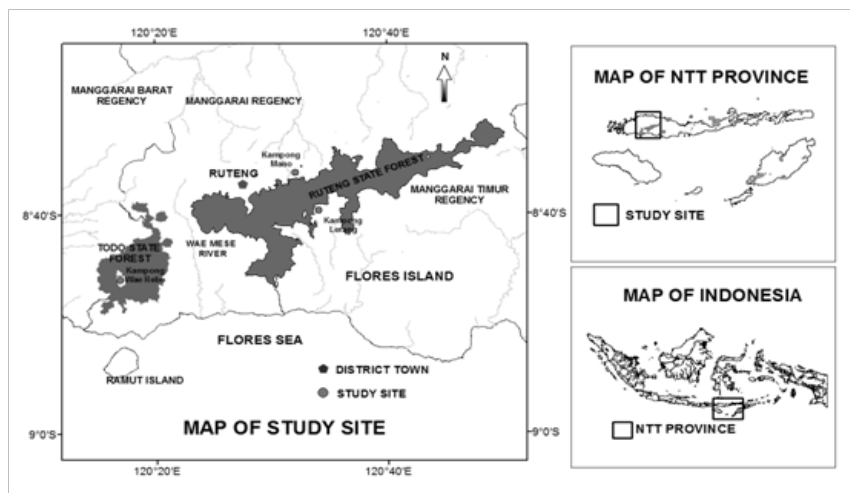 120°20'E
120°40'E
N
MANGGARAI BARAT
REGENCY
MANGGARAI REGENCY
Kampong
Mano
RUTENG
RUTENG STATE FOREST
MANGGARAI TIMUR
REGENCY
8°40'S
8°40'S
Kampong
Lerang
WAE MESE
RIVER
TODO STATE
FOREST
Kampong
Wae Rebo
FLORES ISLAND
FLORES SEA
RAMUT ISLAND
DISTRICT TOWN
STUDY SITE
MAP OF STUDY SITE
9°0'S
9°0'S
120°20'E
120°40'E
MAP OF NTT PROVINCE
STUDY SITE
MAP OF INDONESIA
NTT PROVINCE